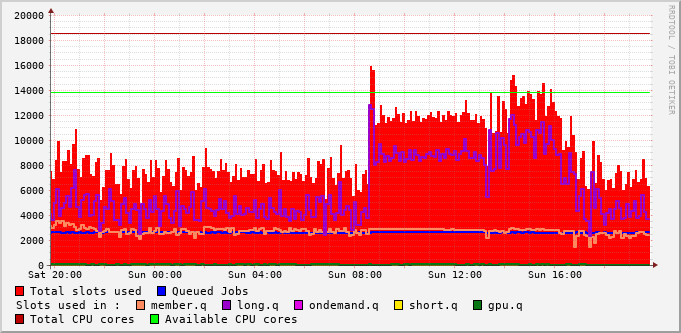 20000
18000
16000
14000
12000
10000
8000
6000
4000
2000
0
Sat 20:00 Sun 00:00 Sun 04:00 Sun 08:00 Sun 12:00 Sun 16:00
RRDTOOL / TOBI OETIKER
Total slots used Queued Jobs
Slots used in : member.q long.q ondemand.q short.q gpu.q
Total CPU cores Available CPU cores